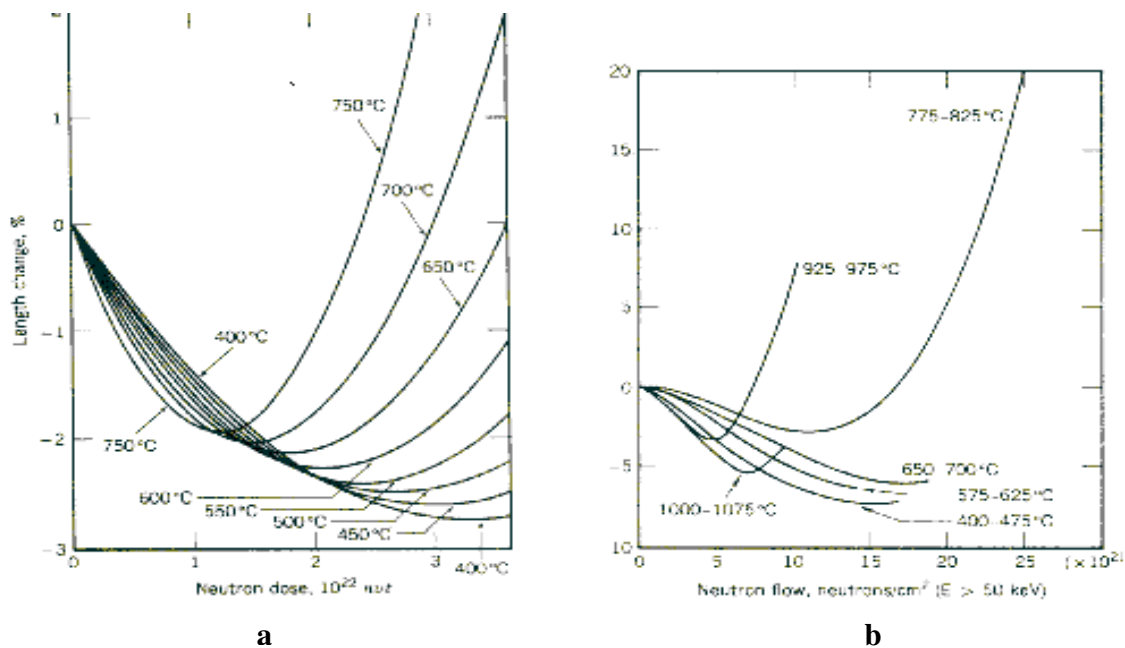 2
1
0
−1
−2
−3
Length change, %
750°C
700°C
650°C
400°C
750°C
600°C
550°C
500°C
450°C
400°C
0
1
2
3
Neutron dose, 10²² nvt
a
20
15
10
5
0
−5
10
775–825°C
925–975°C
650–700°C
575–625°C
400–475°C
1000–1075°C
0
5
10
15
20
25
(×10²¹
Neutron flow, neutrons/cm² (E > 50 keV)
b